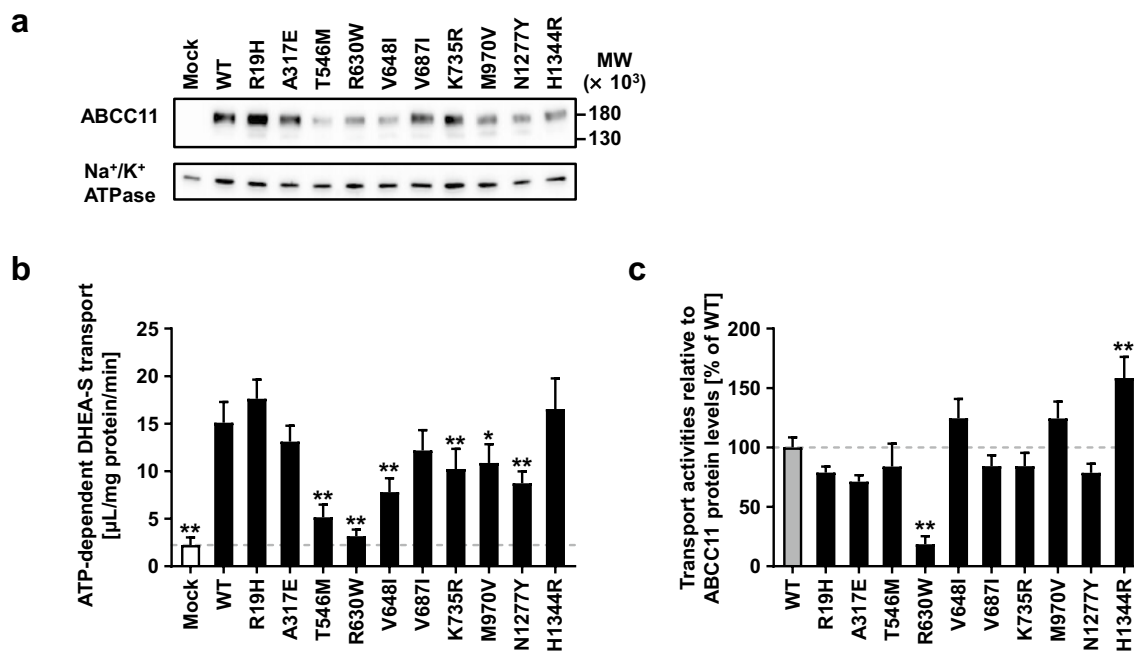 a
Mock
WT
R19H
A317E
T546M
R630W
V648I
V687I
K735R
M970V
N1277Y
H1344R
MW
(× 10³)
ABCC11
180
130
Na⁺/K⁺
ATPase
b
ATP-dependent DHEA-S transport
[µL/mg protein/min]
25
20
15
10
5
0
**
**
**
**
**
*
**
Mock
WT
R19H
A317E
T546M
R630W
V648I
V687I
K735R
M970V
N1277Y
H1344R
c
Transport activities relative to
ABCC11 protein levels [% of WT]
200
150
100
50
0
**
**
WT
R19H
A317E
T546M
R630W
V648I
V687I
K735R
M970V
N1277Y
H1344R